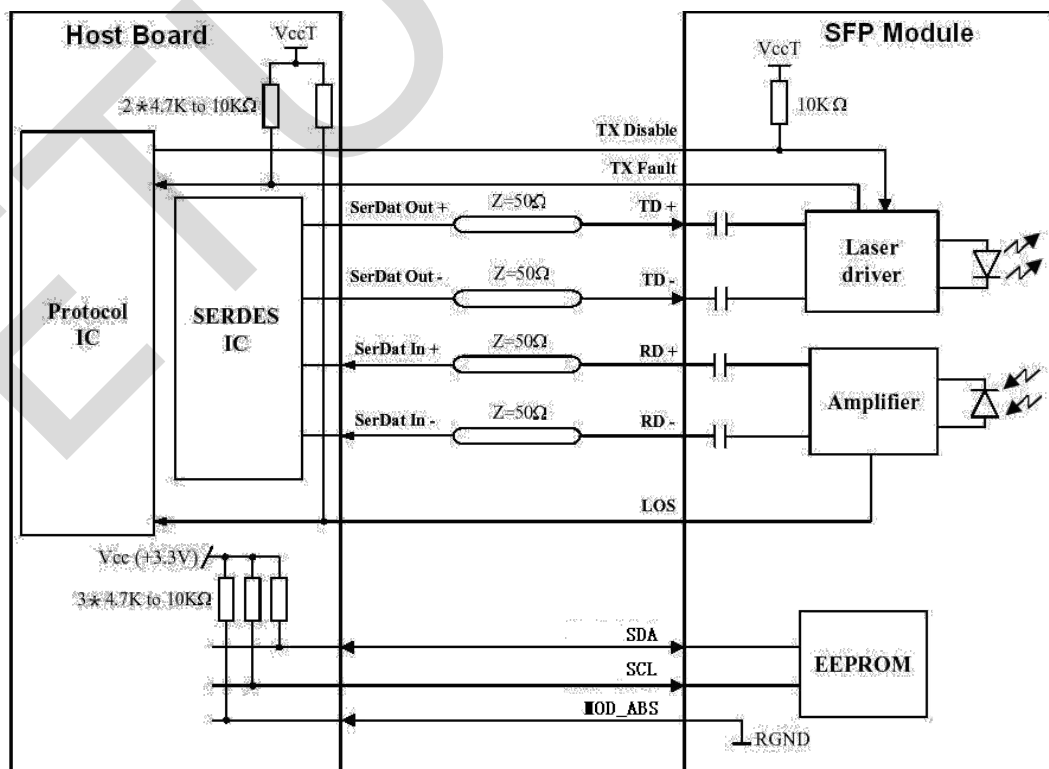 Host Board
SFP Module
VccT
VccT
2*4.7K to 10KΩ
10KΩ
TX Disable
TX Fault
SerDat Out +
Z=50Ω
TD +
Laser driver
SerDat Out -
Z=50Ω
TD -
Protocol IC
SERDES IC
SerDat In +
Z=50Ω
RD +
Amplifier
SerDat In -
Z=50Ω
RD -
LOS
Vcc (+3.3V)
3*4.7K to 10KΩ
SDA
EEPROM
SCL
MOD_ABS
RGND
ETU